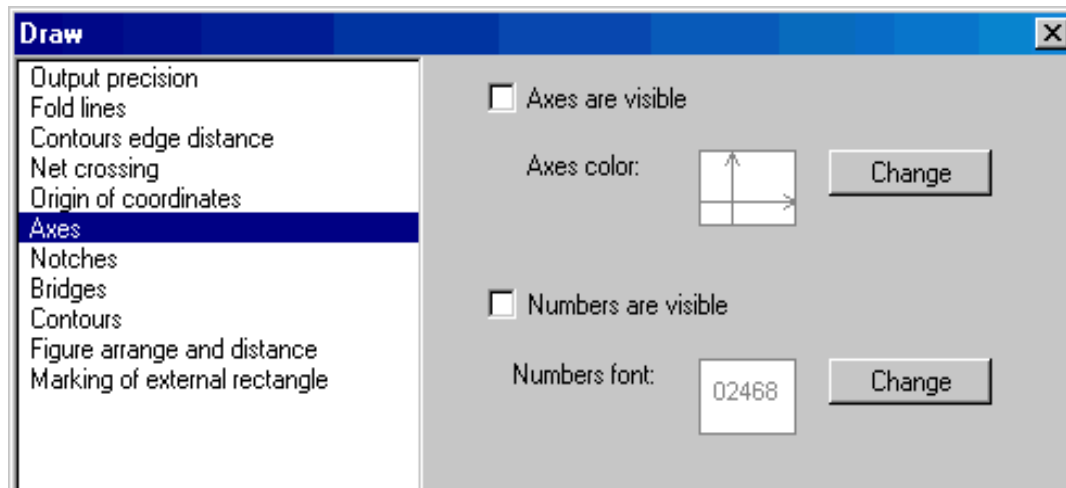 Draw
Output precision
Fold lines
Contours edge distance
Net crossing
Origin of coordinates
Axes
Notches
Bridges
Contours
Figure arrange and distance
Marking of external rectangle
Axes are visible
Axes color:
Change
Numbers are visible
Numbers font:
02468
Change